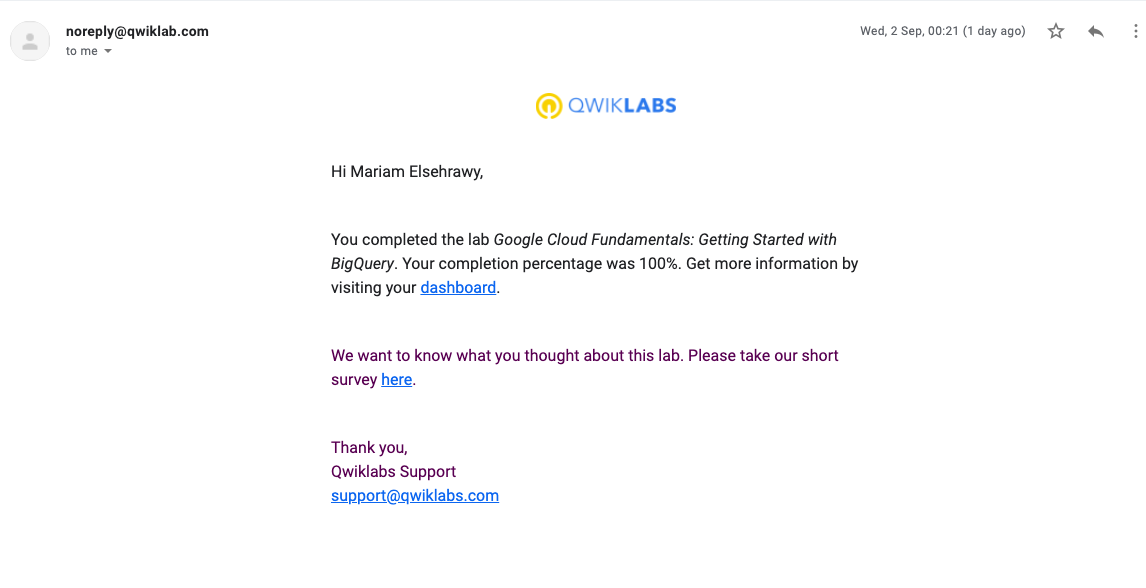 noreply@qwiklab.com
Wed, 2 Sep, 00:21 (1 day ago)
to me
QWIKLABS
Hi Mariam Elsehrawy,
You completed the lab Google Cloud Fundamentals: Getting Started with
BigQuery. Your completion percentage was 100%. Get more information by
visiting your dashboard.
We want to know what you thought about this lab. Please take our short
survey here.
Thank you,
Qwiklabs Support
support@qwiklabs.com